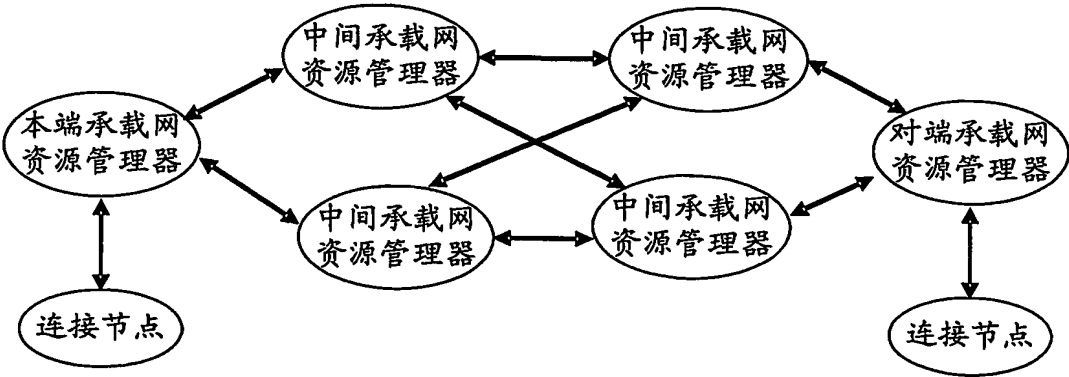 中间承载网
资源管理器
中间承载网
资源管理器
本端承载网
资源管理器
对端承载网
资源管理器
中间承载网
资源管理器
中间承载网
资源管理器
连接节点
连接节点